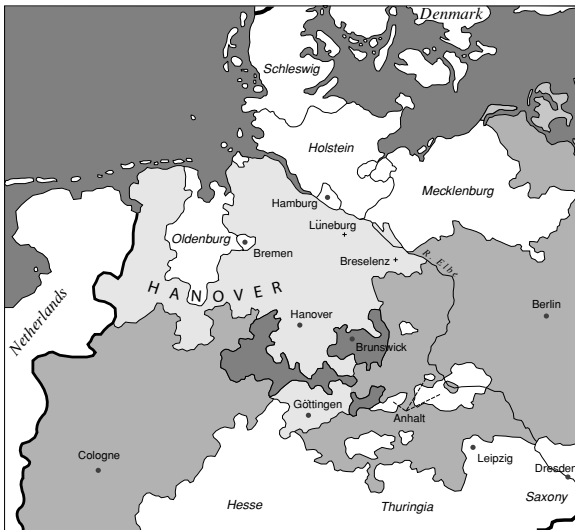 Denmark
Schleswig
Holstein
Mecklenburg
Hamburg
Lüneburg
Oldenburg
Bremen
Breselenz
R. Elbe
HANOVER
Netherlands
Hanover
Berlin
Brunswick
Göttingen
Anhalt
Cologne
Leipzig
Dresden
Hesse
Thuringia
Saxony